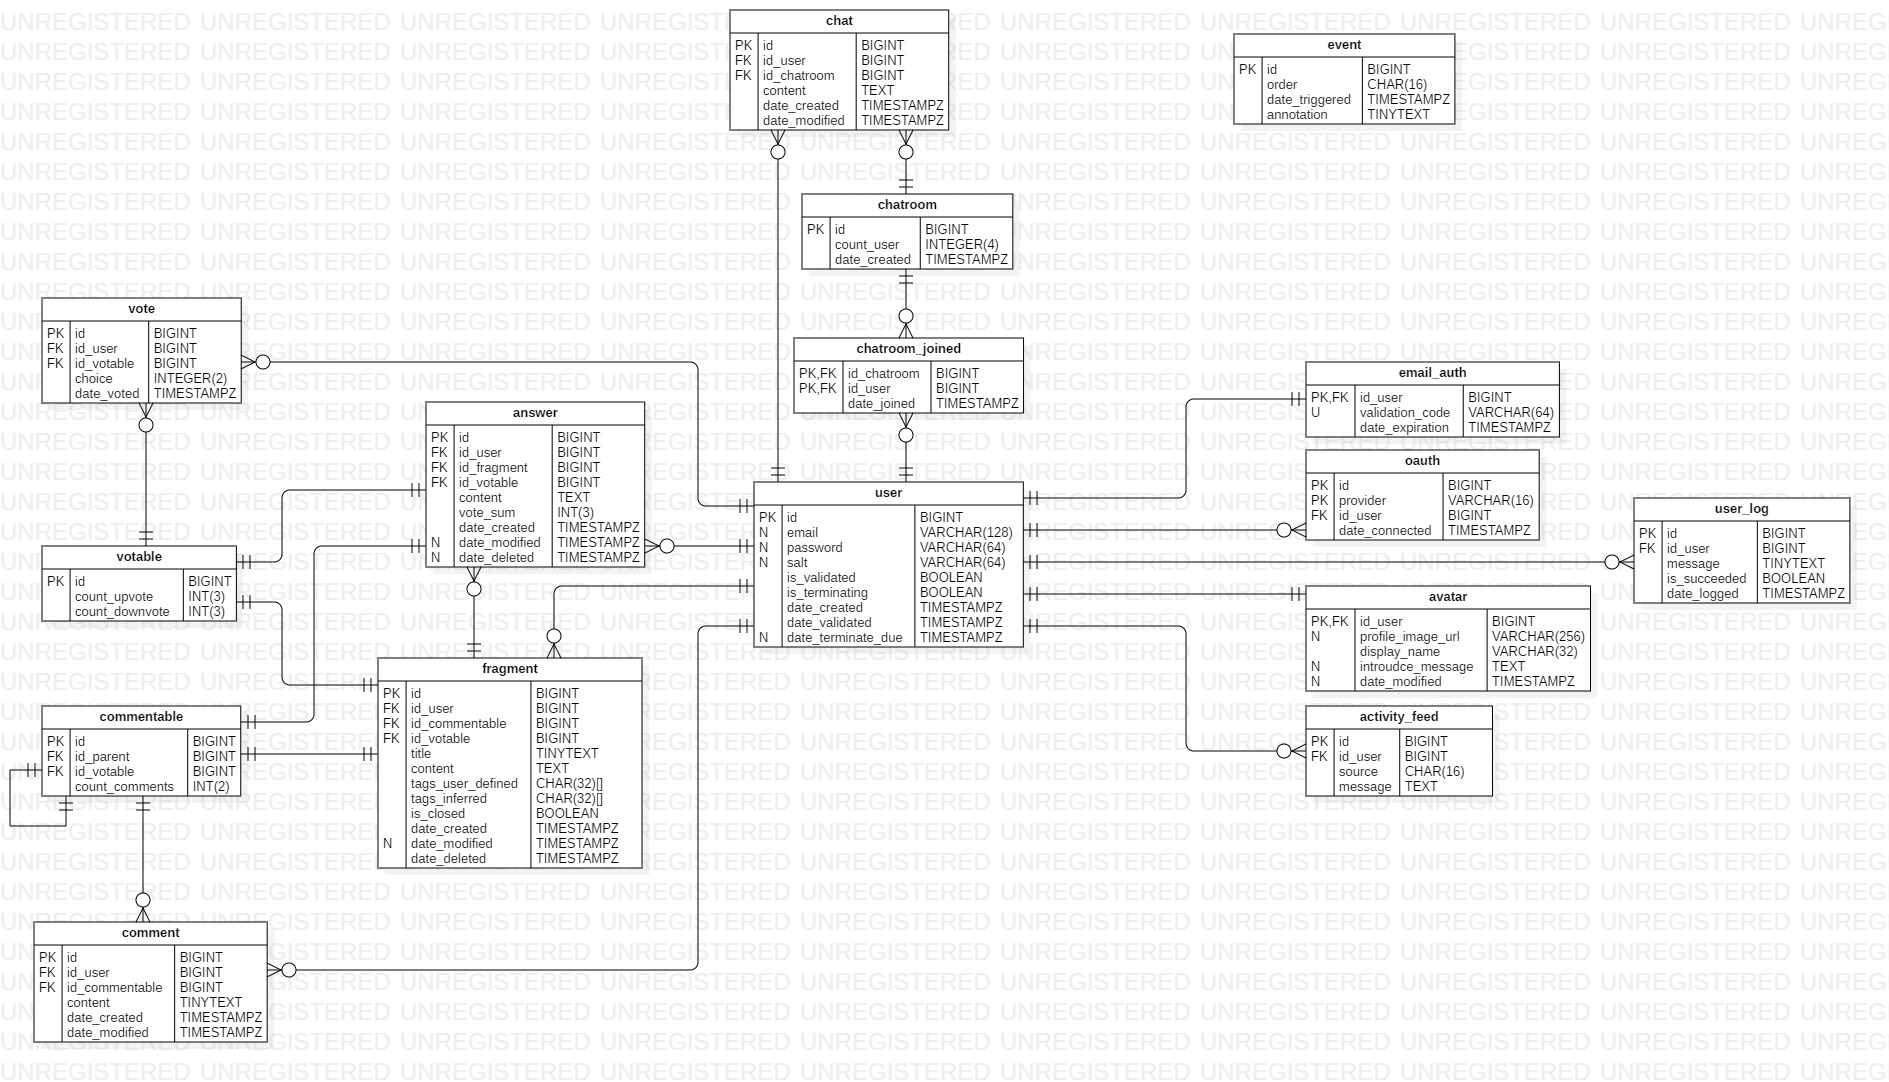 chat
PK id BIGINT
FK id_user BIGINT
FK id_chatroom BIGINT
content TEXT
date_created TIMESTAMPZ
date_modified TIMESTAMPZ
event
PK id BIGINT
order CHAR(16)
date_triggered TIMESTAMPZ
annotation TINYTEXT
chatroom
PK id BIGINT
count_user INTEGER(4)
date_created TIMESTAMPZ
vote
PK id BIGINT
FK id_user BIGINT
FK id_votable BIGINT
choice INTEGER(2)
date_voted TIMESTAMPZ
chatroom_joined
PK,FK id_chatroom BIGINT
PK,FK id_user BIGINT
date_joined TIMESTAMPZ
email_auth
PK,FK id_user BIGINT
U validation_code VARCHAR(64)
date_expiration TIMESTAMPZ
answer
PK id BIGINT
FK id_user BIGINT
FK id_fragment BIGINT
FK id_votable BIGINT
content TEXT
vote_sum INT(3)
date_created TIMESTAMPZ
N date_modified TIMESTAMPZ
N date_deleted TIMESTAMPZ
oauth
PK id BIGINT
PK provider VARCHAR(16)
FK id_user BIGINT
date_connected TIMESTAMPZ
user
PK id BIGINT
N email VARCHAR(128)
N password VARCHAR(64)
N salt VARCHAR(64)
is_validated BOOLEAN
is_terminating BOOLEAN
date_created TIMESTAMPZ
date_validated TIMESTAMPZ
N date_terminate_due TIMESTAMPZ
user_log
PK id BIGINT
FK id_user BIGINT
message TINYTEXT
is_succeeded BOOLEAN
date_logged TIMESTAMPZ
votable
PK id BIGINT
count_upvote INT(3)
count_downvote INT(3)
avatar
PK,FK id_user BIGINT
N profile_image_url VARCHAR(256)
display_name VARCHAR(32)
N introudce_message TEXT
N date_modified TIMESTAMPZ
fragment
PK id BIGINT
FK id_user BIGINT
FK id_commentable BIGINT
FK id_votable BIGINT
title TINYTEXT
content TEXT
tags_user_defined CHAR(32)[]
tags_inferred CHAR(32)[]
is_closed BOOLEAN
date_created TIMESTAMPZ
N date_modified TIMESTAMPZ
date_deleted TIMESTAMPZ
commentable
PK id BIGINT
FK id_parent BIGINT
FK id_votable BIGINT
count_comments INT(2)
activity_feed
PK id BIGINT
FK id_user BIGINT
source CHAR(16)
message TEXT
comment
PK id BIGINT
FK id_user BIGINT
FK id_commentable BIGINT
content TINYTEXT
date_created TIMESTAMPZ
date_modified TIMESTAMPZ
UNREGISTERED